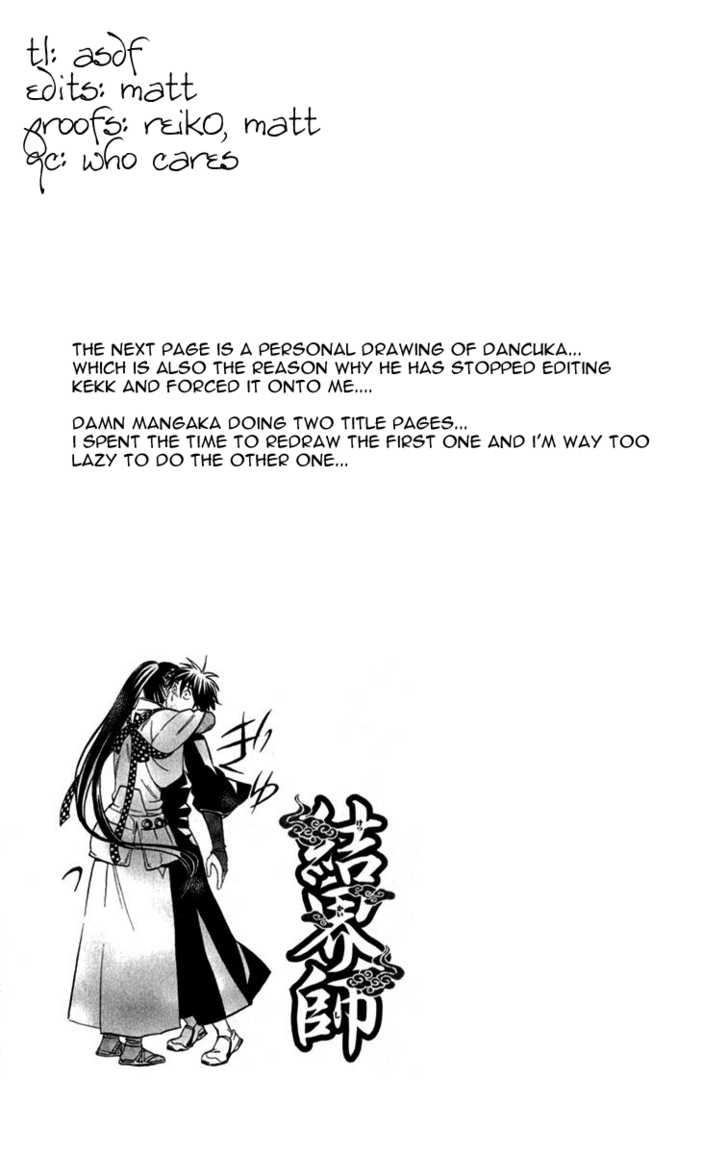 tl: asdf
edits: matt
proofs: reiko, matt
qc: who cares
THE NEXT PAGE IS A PERSONAL DRAWING OF DANCUKA...
WHICH IS ALSO THE REASON WHY HE HAS STOPPED EDITING
KEKK AND FORCED IT ONTO ME....
DAMN MANGAKA DOING TWO TITLE PAGES...
I SPENT THE TIME TO REDRAW THE FIRST ONE AND I'M WAY TOO
LAZY TO DO THE OTHER ONE...
ぎゅ
っ
結界師